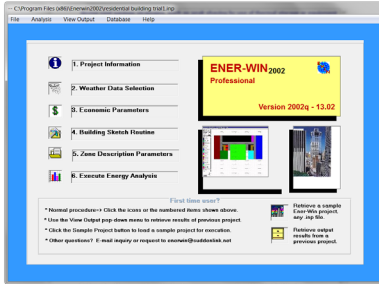 C:\Program Files (x86)\Enerwin2002\residential building trial1.inp
File Analysis View Output Database Help
1. Project Information
2. Weather Data Selection
3. Economic Parameters
4. Building Sketch Routine
5. Zone Description Parameters
6. Execute Energy Analysis
ENER-WIN 2002
Professional
Version 2002q - 13.02
First time user?
* Normal procedure=> Click the icons or the numbered items shown above.
* Use the View Output pop down menu to retrieve results of previous project.
* Click the Sample Project button to load a sample project for execution.
* Other questions? E-mail inquiry or request to enerwin@suddenlink.net
Retrieve a sample
Ener-Win project,
any .inp file.
Retrieve output
results from a
previous project.